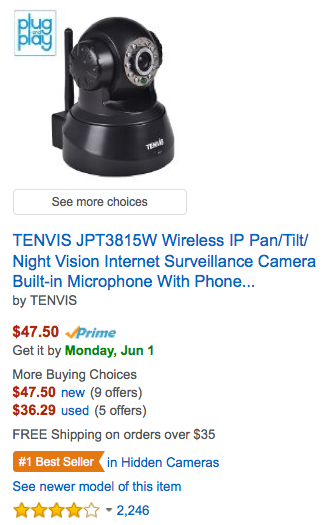 plug
and
play
TENVIS
See more choices
TENVIS JPT3815W Wireless IP Pan/Tilt/
Night Vision Internet Surveillance Camera
Built-in Microphone With Phone...
by TENVIS
$47.50 Prime
Get it by Monday, Jun 1
More Buying Choices
$47.50 new (9 offers)
$36.29 used (5 offers)
FREE Shipping on orders over $35
#1 Best Seller in Hidden Cameras
See newer model of this item
2,246